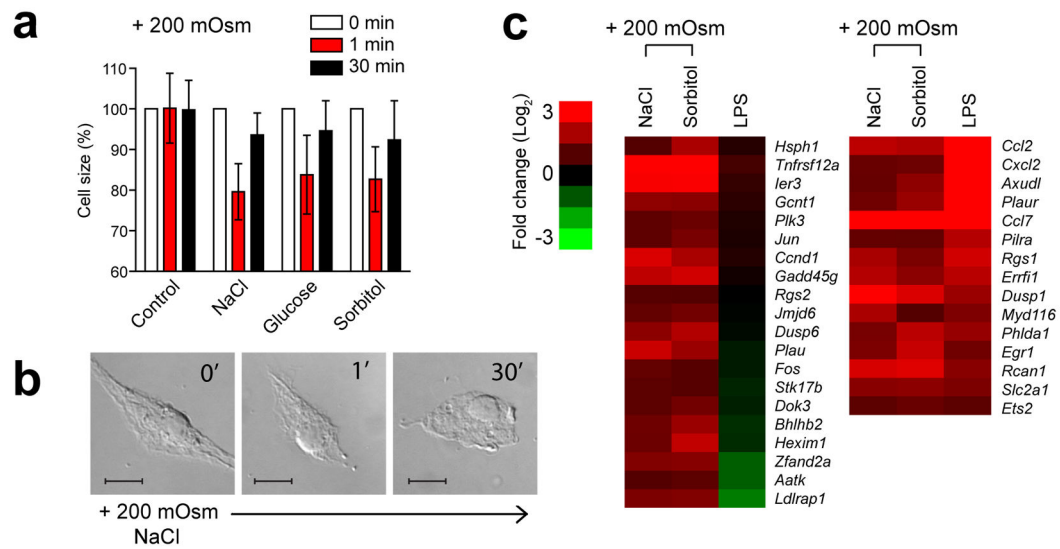 a
+ 200 mOsm
0 min
1 min
30 min
Cell size (%)
110
100
90
80
70
60
Control
NaCl
Glucose
Sorbitol
b
0′
1′
30′
+ 200 mOsm
NaCl
c
Fold change (Log2)
3
0
-3
+ 200 mOsm
NaCl
Sorbitol
LPS
Hsph1
Tnfrsf12a
Ier3
Gcnt1
Plk3
Jun
Ccnd1
Gadd45g
Rgs2
Jmjd6
Dusp6
Plau
Fos
Stk17b
Dok3
Bhlhb2
Hexim1
Zfand2a
Aatk
Ldlrap1
+ 200 mOsm
NaCl
Sorbitol
LPS
Ccl2
Cxcl2
Axudl
Plaur
Ccl7
Pilra
Rgs1
Errfi1
Dusp1
Myd116
Phlda1
Egr1
Rcan1
Slc2a1
Ets2